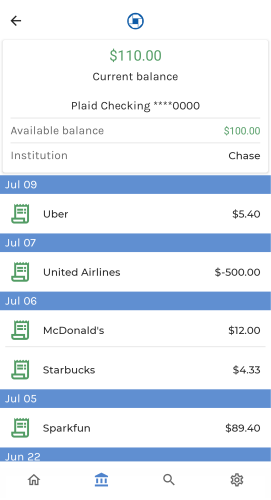 $110.00
Current balance
Plaid Checking ****0000
Available balance $100.00
Institution Chase
Jul 09
Uber $5.40
Jul 07
United Airlines $-500.00
Jul 06
McDonald's $12.00
Starbucks $4.33
Jul 05
Sparkfun $89.40
Jun 22